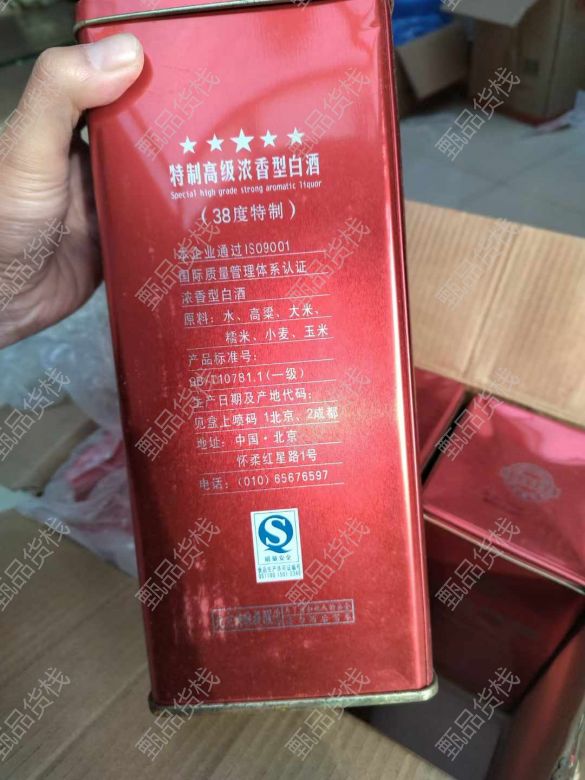 特制高级浓香型白酒
Special high grade strong aromatic liquor
（38度特制）
本企业通过ISO9001
国际质量管理体系认证
浓香型白酒
原料：水、高粱、大米、
糯米、小麦、玉米
产品标准号：
GB/T10781.1(一级)
生产日期及产地代码：
见盒上喷码 1北京、2成都
地址：中国·北京
怀柔红星路1号
电话：(010) 65676597
质量安全
甄品货栈